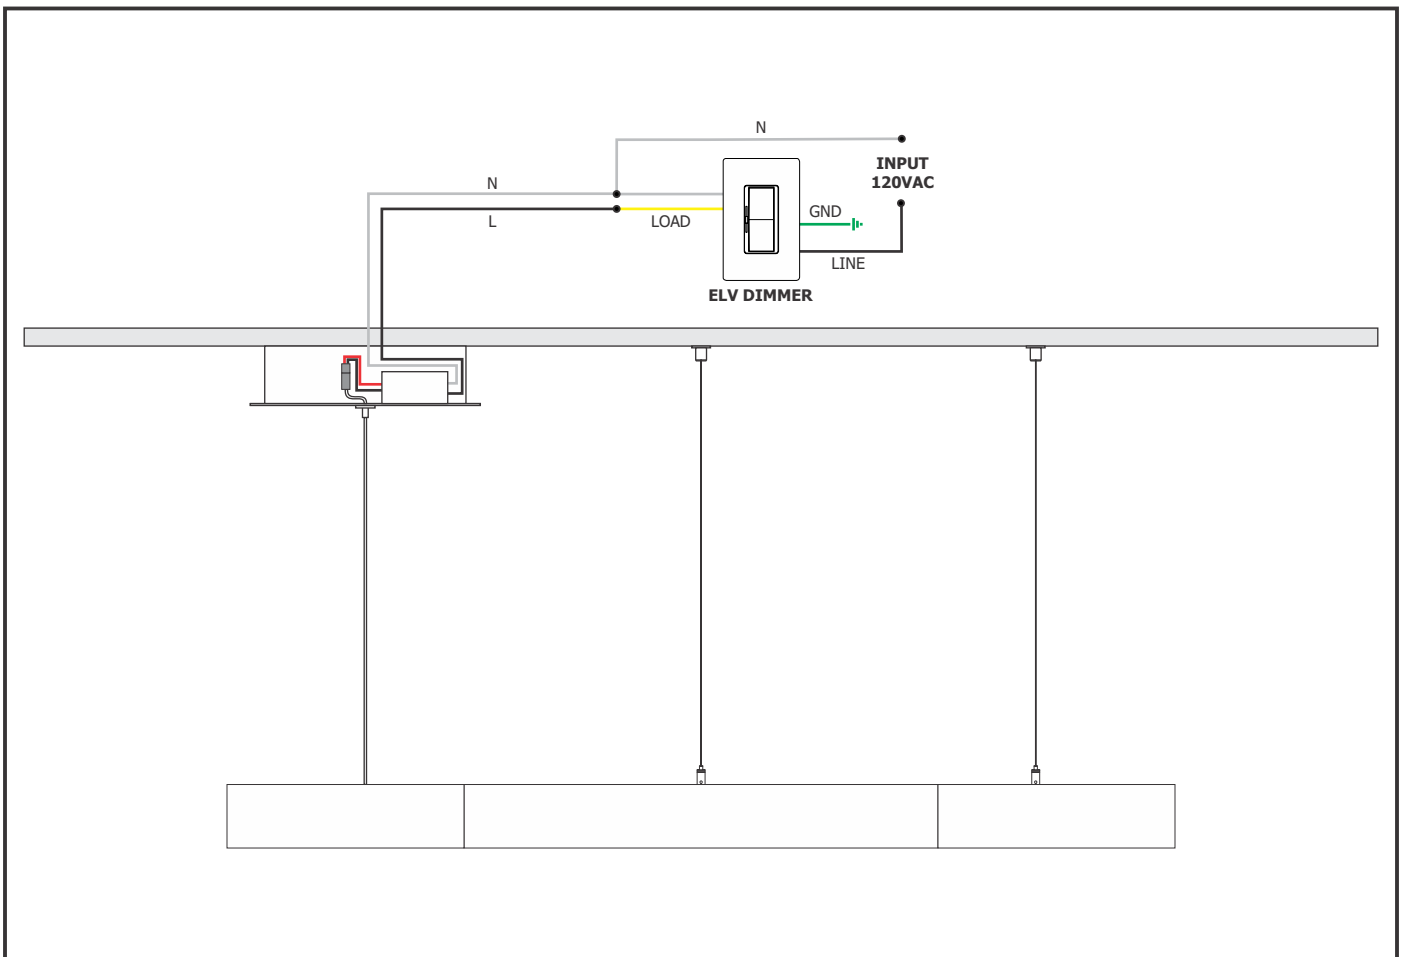 N
INPUT
120VAC
N
L
LOAD
GND
LINE
ELV DIMMER